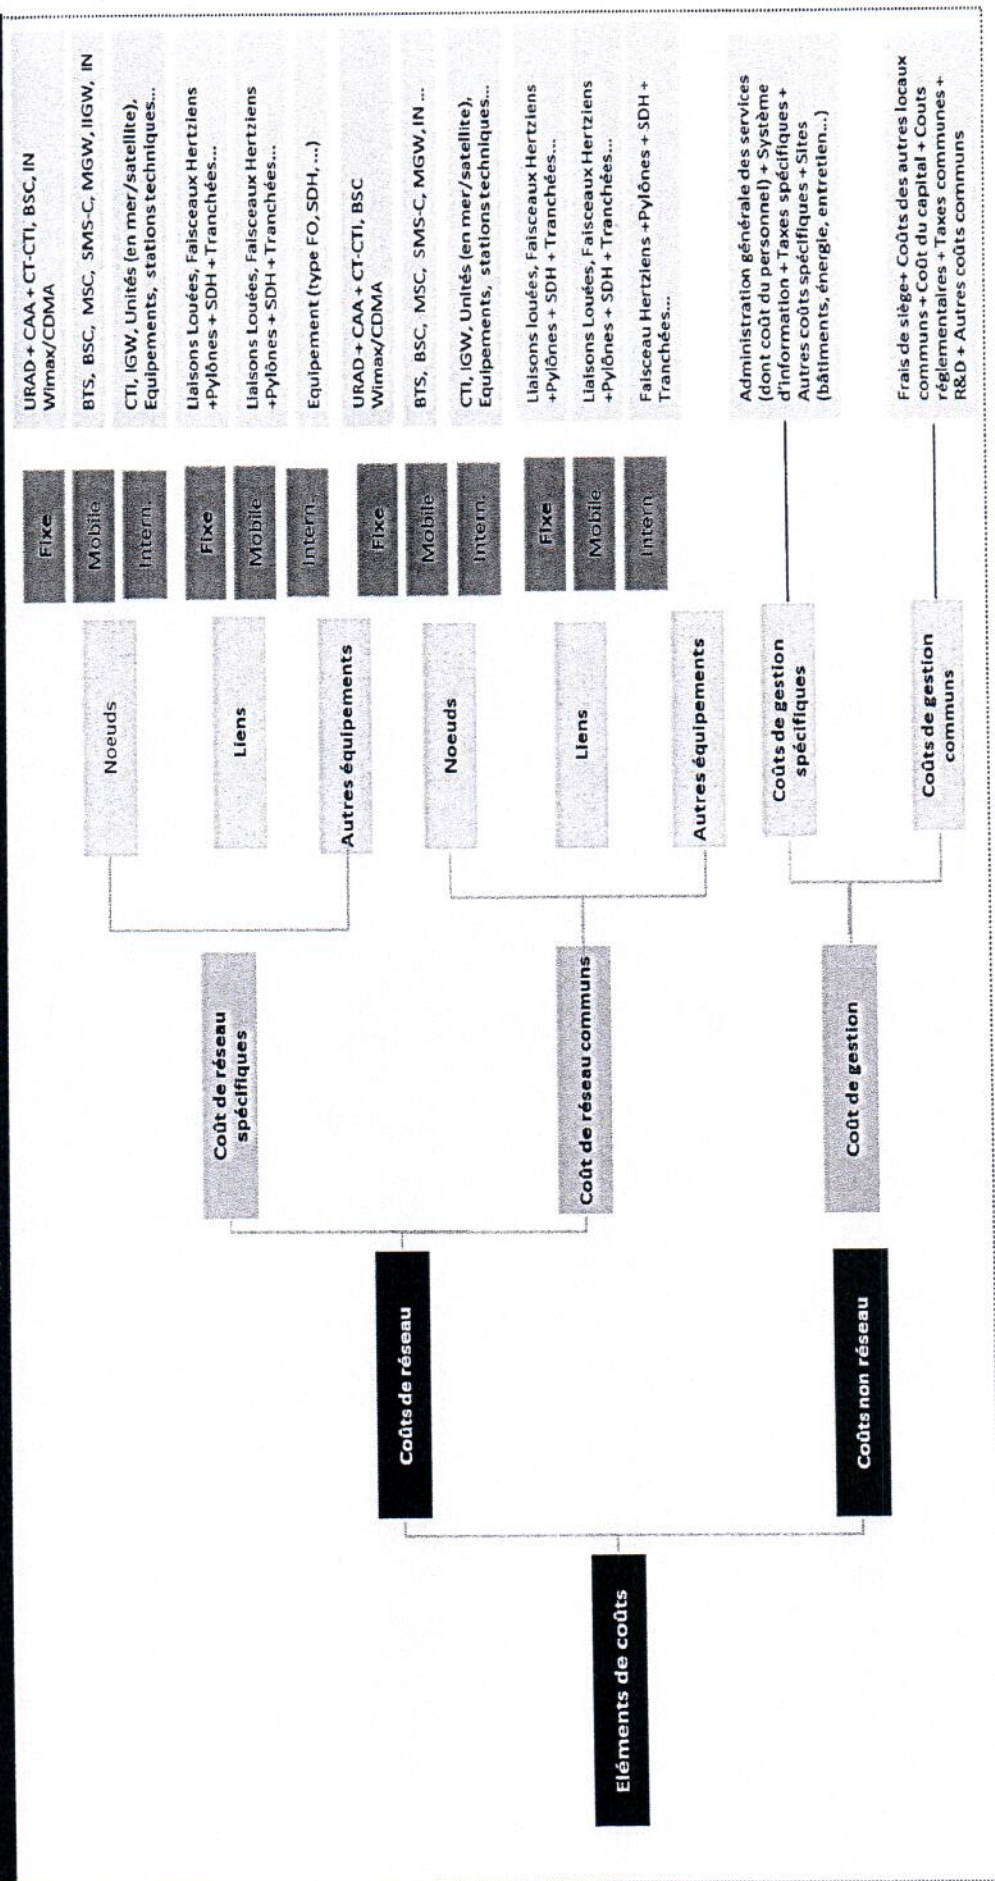 Eléments de coûts
Coûts de réseau
Coûts non réseau
Coût de réseau
spécifiques
Coût de réseau communs
Coût de gestion
Noeuds
Liens
Autres équipements
Noeuds
Liens
Autres équipements
Coûts de gestion
spécifiques
Coûts de gestion
communs
Fixe
Mobile
Intern.
Fixe
Mobile
Intern.
Fixe
Mobile
Intern.
Fixe
Mobile
Intern.
URAD + CAA + CT-CTI, BSC, IN
Wimax/CDMA
BTS, BSC, MSC, SMS-C, MGW, IIGW, IN
CTI, IGW, Unités (en mer/satellite),
Equipements, stations techniques...
Liaisons Louées, Faisceaux Hertziens
+Pylônes + SDH + Tranchées...
Liaisons Louées, Faisceaux Hertziens
+Pylônes + SDH + Tranchées...
Equipement (type FO, SDH, ...)
URAD + CAA + CT-CTI, BSC
Wimax/CDMA
BTS, BSC, MSC, SMS-C, MGW, IN ...
CTI, IGW, Unités (en mer/satellite),
Equipements, stations techniques...
Liaisons louées, Faisceaux Hertziens
+Pylônes + SDH + Tranchées...
Liaisons Louées, Faisceaux Hertziens
+Pylônes + SDH + Tranchées...
Faisceau Hertziens +Pylônes + SDH +
Tranchées...
Administration générale des services
(dont coût du personnel) + Système
d'information + Taxes spécifiques +
Autres coûts spécifiques + Sites
(bâtiments, énergie, entretien...)
Frais de siège+ Coûts des autres locaux
communs + Coût du capital + Couts
réglementaires + Taxes communes +
R&D + Autres coûts communs